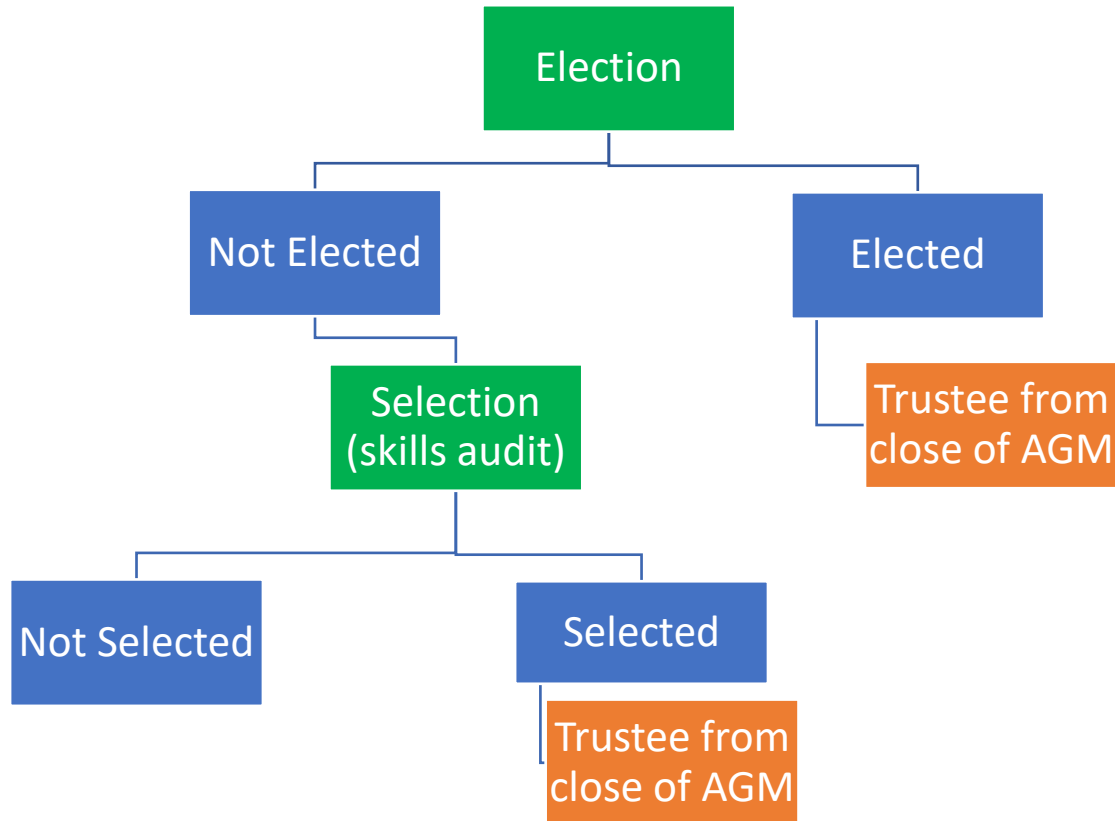 Election
Not Elected
Elected
Selection
(skills audit)
Trustee from
close of AGM
Not Selected
Selected
Trustee from
close of AGM